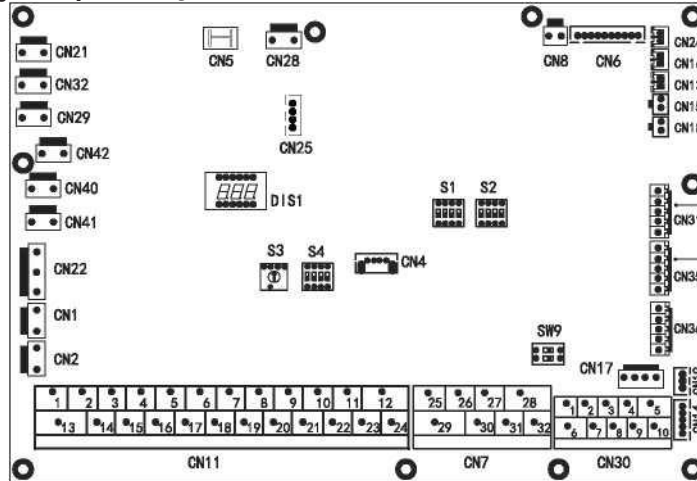 CN21
CN5
CN28
CN8
CN6
CN32
CN29
CN25
CN42
CN40
DIS1
S1
S2
CN41
S3
S4
CN4
CN22
CN1
SW9
CN2
CN17
1 2 3 4 5 6 7 8 9 10 11 12
25 26 27 28
1 2 3 4 5
13 14 15 16 17 18 19 20 21 22 23 24
29 30 31 32
6 7 8 9 10
CN11
CN7
CN30